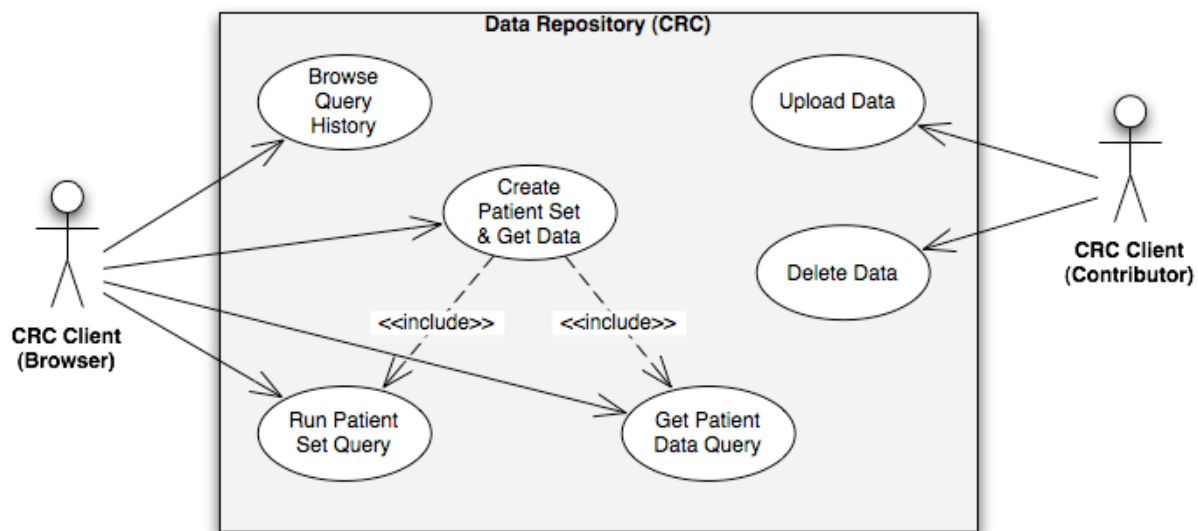 Data Repository (CRC)
Browse
Query
History
Upload Data
Create
Patient Set
& Get Data
Delete Data
CRC Client
(Contributor)
<<include>>
<<include>>
CRC Client
(Browser)
Run Patient
Set Query
Get Patient
Data Query